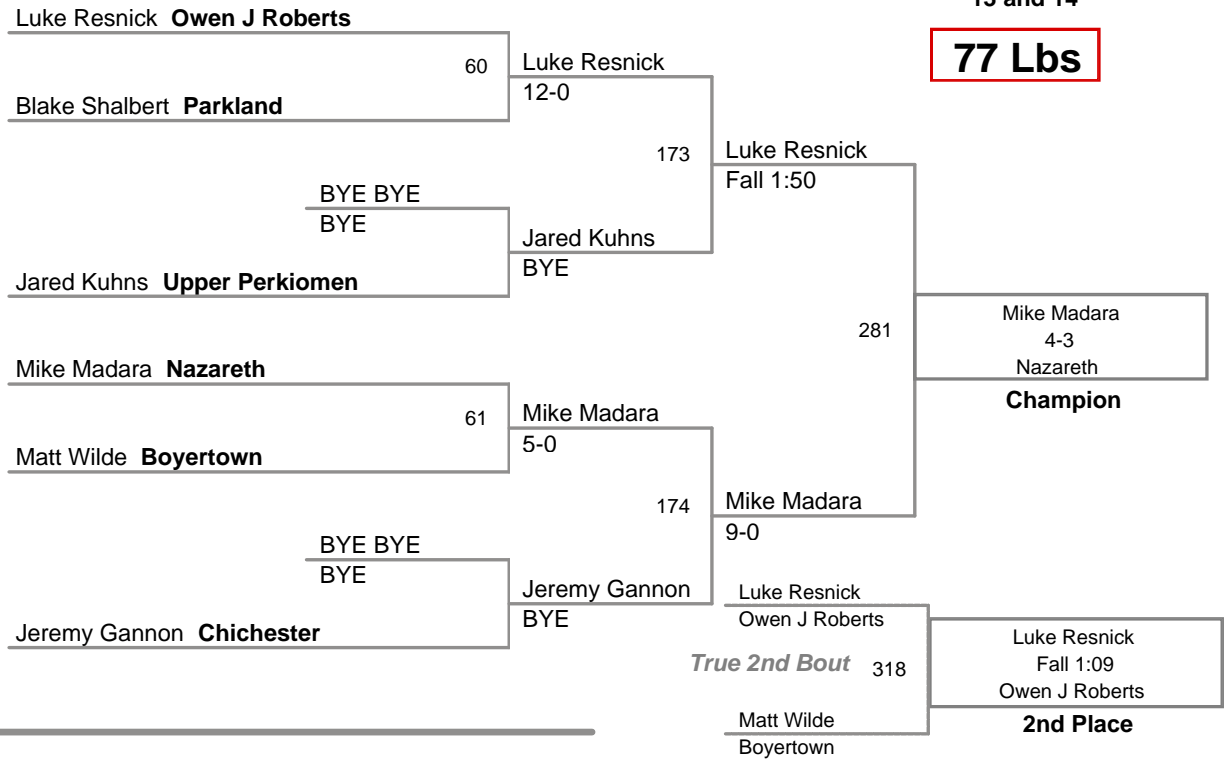 13 and 14
77 Lbs
Luke Resnick Owen J Roberts
60
Luke Resnick
12-0
Blake Shalbert Parkland
173
Luke Resnick
Fall 1:50
BYE BYE
BYE
Jared Kuhns
BYE
Jared Kuhns Upper Perkiomen
281
Mike Madara
4-3
Nazareth
Champion
Mike Madara Nazareth
61
Mike Madara
5-0
Matt Wilde Boyertown
174
Mike Madara
9-0
BYE BYE
BYE
Jeremy Gannon
BYE
Jeremy Gannon Chichester
Luke Resnick
Owen J Roberts
True 2nd Bout 318
Luke Resnick
Fall 1:09
Owen J Roberts
2nd Place
Matt Wilde
Boyertown